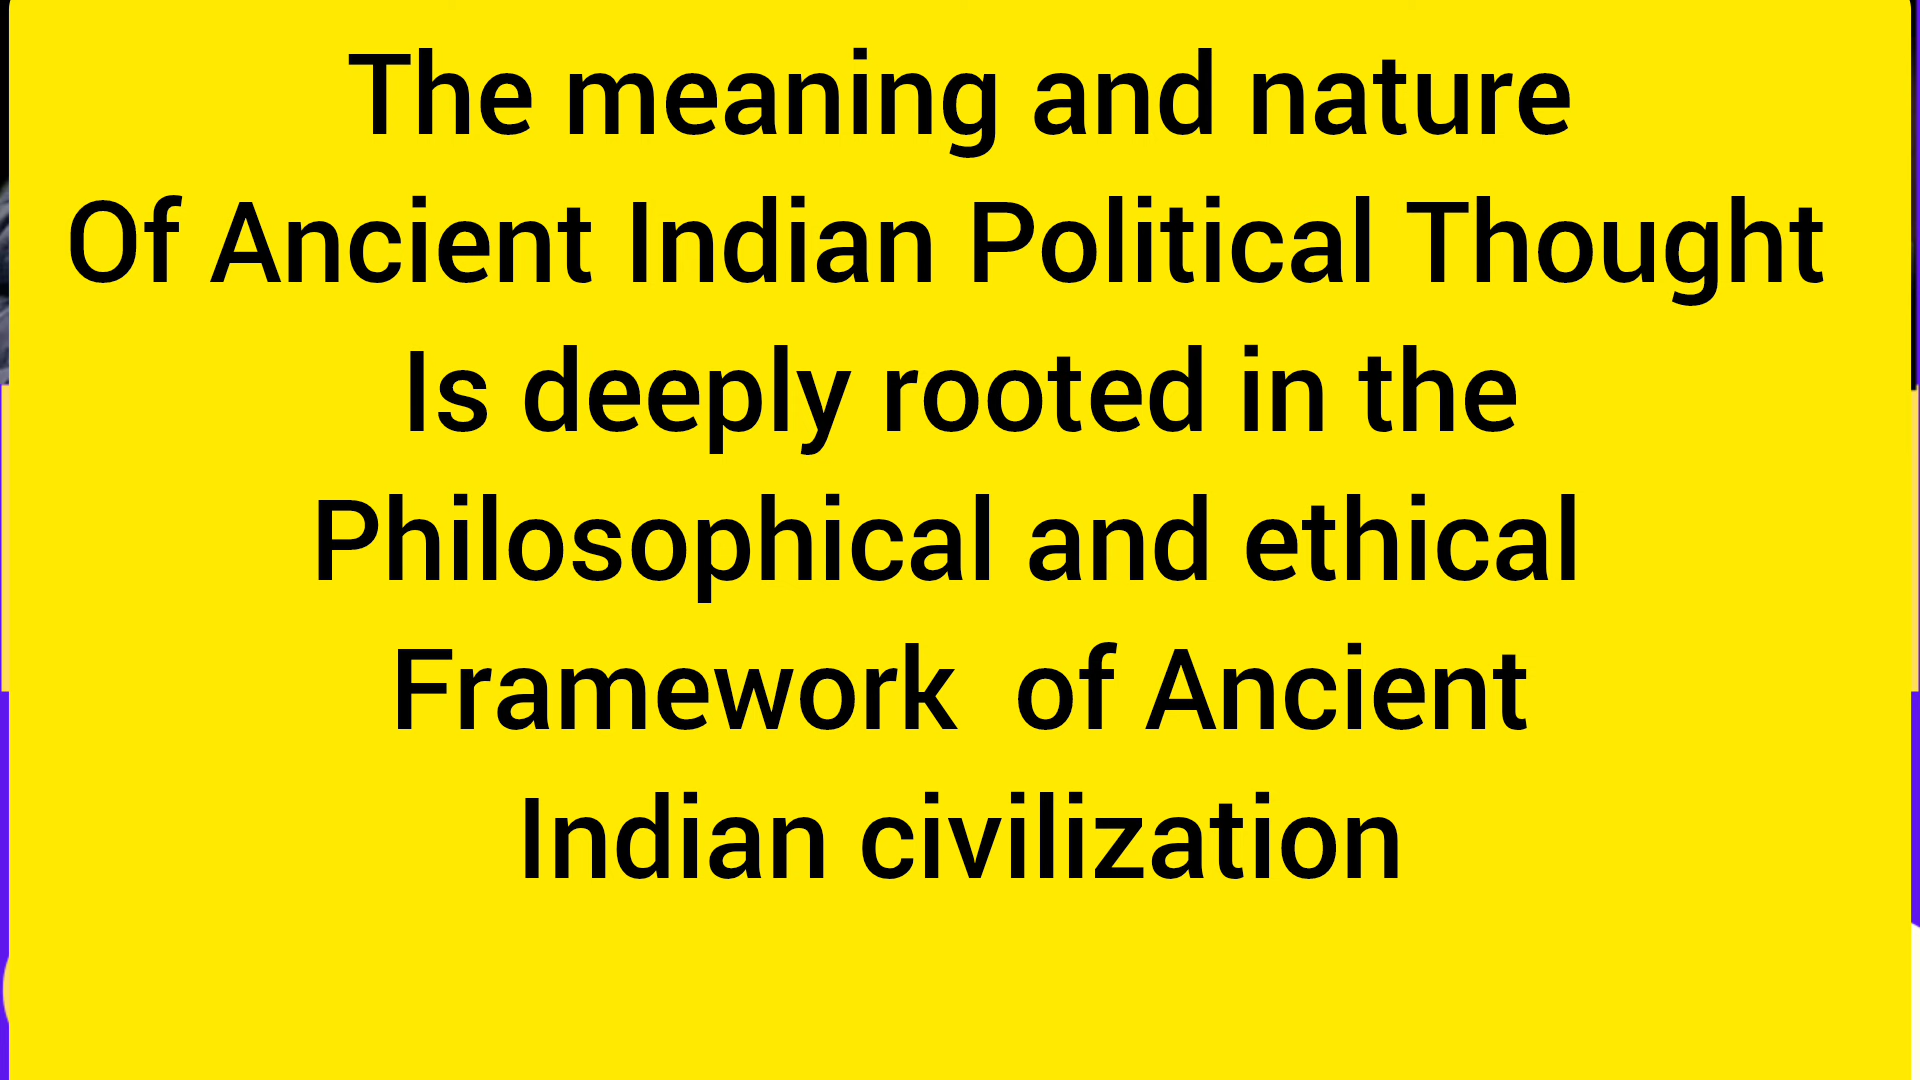 The meaning and nature
Of Ancient Indian Political Thought
Is deeply rooted in the
Philosophical and ethical
Framework  of Ancient
Indian civilization